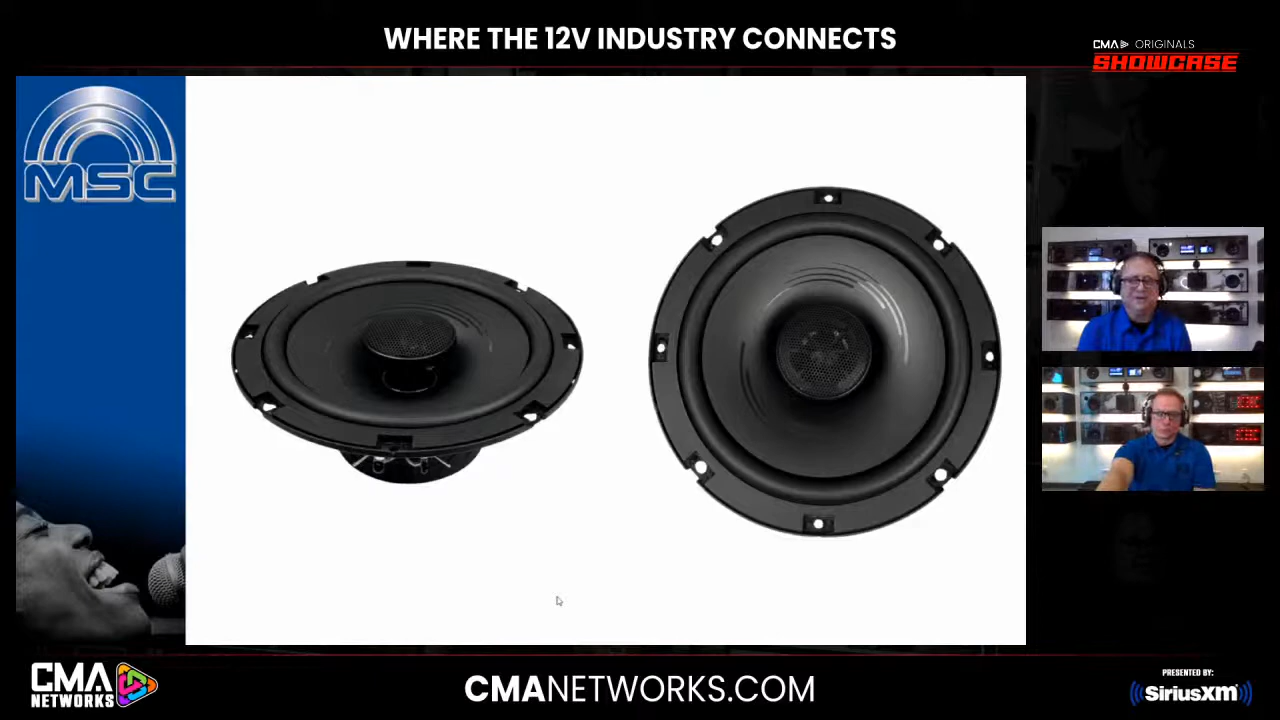 WHERE THE 12V INDUSTRY CONNECTS
CMA ORIGINALS
SHOWCASE
MSC
CMA
NETWORKS
CMANETWORKS.COM
PRESENTED BY:
SiriusXM